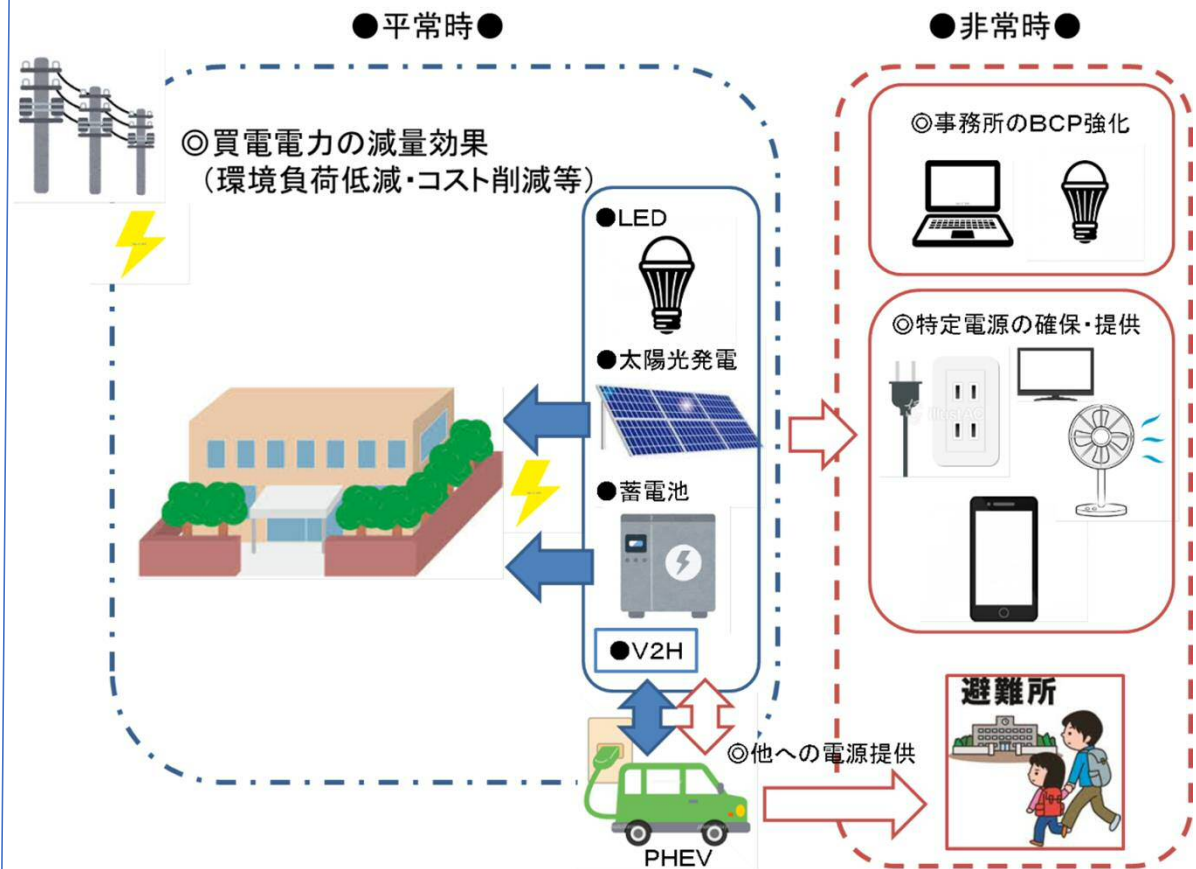 ●平常時●
●非常時●
◎買電電力の減量効果
（環境負荷低減・コスト削減等）
●LED
●太陽光発電
●蓄電池
●V2H
PHEV
◎事務所のBCP強化
◎特定電源の確保・提供
◎他への電源提供
避難所